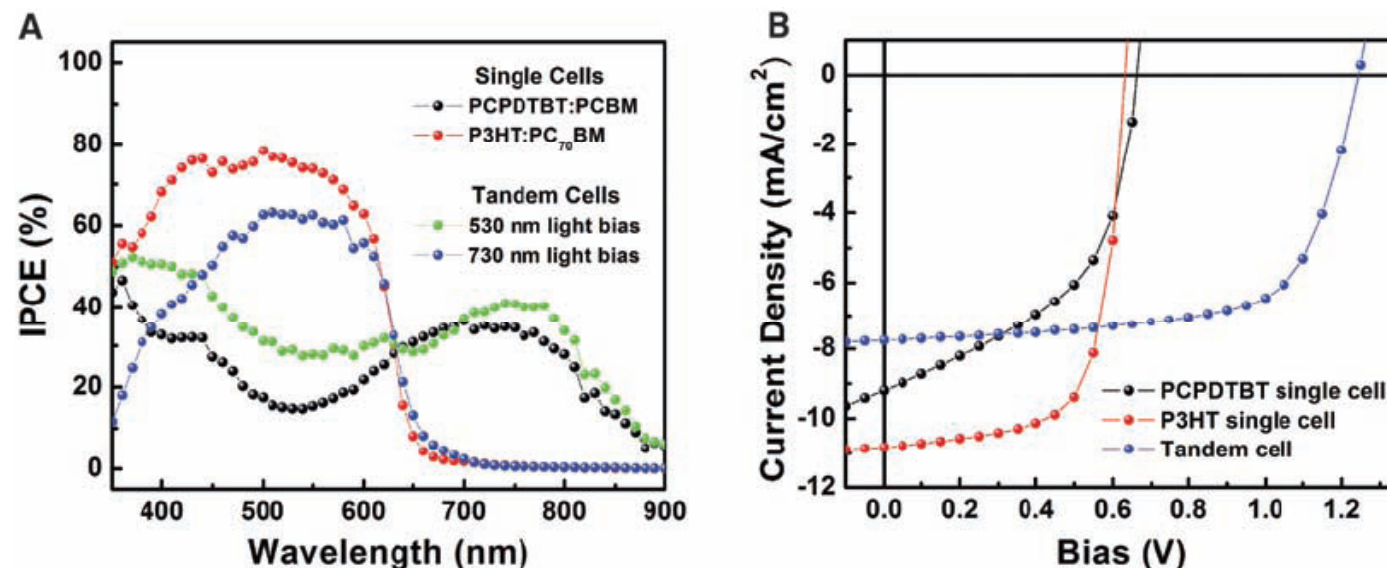 A
100
80
60
40
20
0
IPCE (%)
Single Cells
PCPDTBT:PCBM
P3HT:PC₇₀BM
Tandem Cells
530 nm light bias
730 nm light bias
400 500 600 700 800 900
Wavelength (nm)
B
0
-2
-4
-6
-8
-10
-12
Current Density (mA/cm²)
PCPDTBT single cell
P3HT single cell
Tandem cell
0.0 0.2 0.4 0.6 0.8 1.0 1.2
Bias (V)